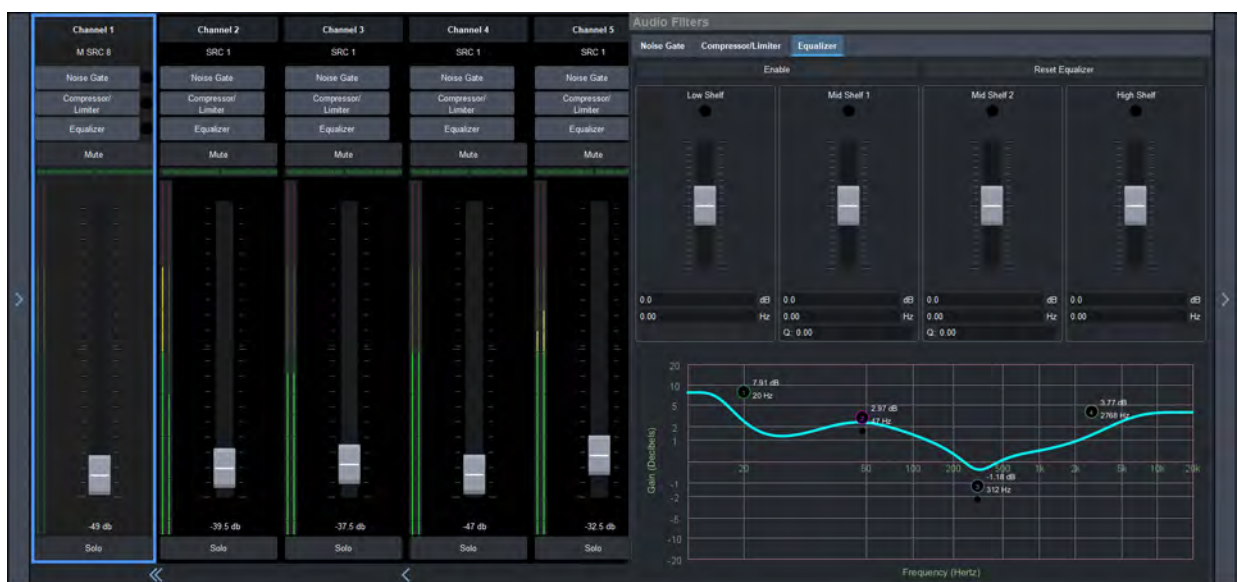 Channel 1
M SRC 8
Noise Gate
Compressor/
Limiter
Equalizer
Mute
-49 db
Solo
Channel 2
SRC 1
Noise Gate
Compressor/
Limiter
Equalizer
Mute
-39.5 db
Solo
Channel 3
SRC 1
Noise Gate
Compressor/
Limiter
Equalizer
Mute
-37.5 db
Solo
Channel 4
SRC 1
Noise Gate
Compressor/
Limiter
Equalizer
Mute
-47 db
Solo
Channel 5
SRC 1
Noise Gate
Compressor/
Limiter
Equalizer
Mute
-32.5 db
Solo
Audio Filters
Noise Gate Compressor/Limiter Equalizer
Enable Reset Equalizer
Low Shelf Mid Shelf 1 Mid Shelf 2 High Shelf
0.0 dB 0.0 dB 0.0 dB 0.0 dB
0.00 Hz 0.00 Hz 0.00 Hz 0.00 Hz
Q: 0.00 Q: 0.00
Gain (Decibels)
20
10
5
2
1
-1
-2
-5
-10
-20
1 7.91 dB
20 Hz
2 2.97 dB
47 Hz
3 -1.18 dB
312 Hz
4 3.77 dB
2768 Hz
20 50 100 200 500 1k 2k 5k 10k 20k
Frequency (Hertz)